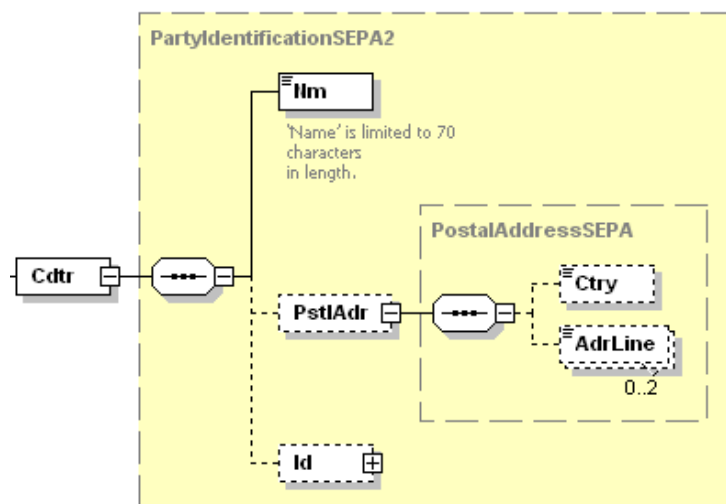 PartyIdentificationSEPA2
Nm
'Name' is limited to 70
characters
in length.
PostalAddressSEPA
Cdtr
Ctry
PstlAdr
AdrLine
0..2
Id